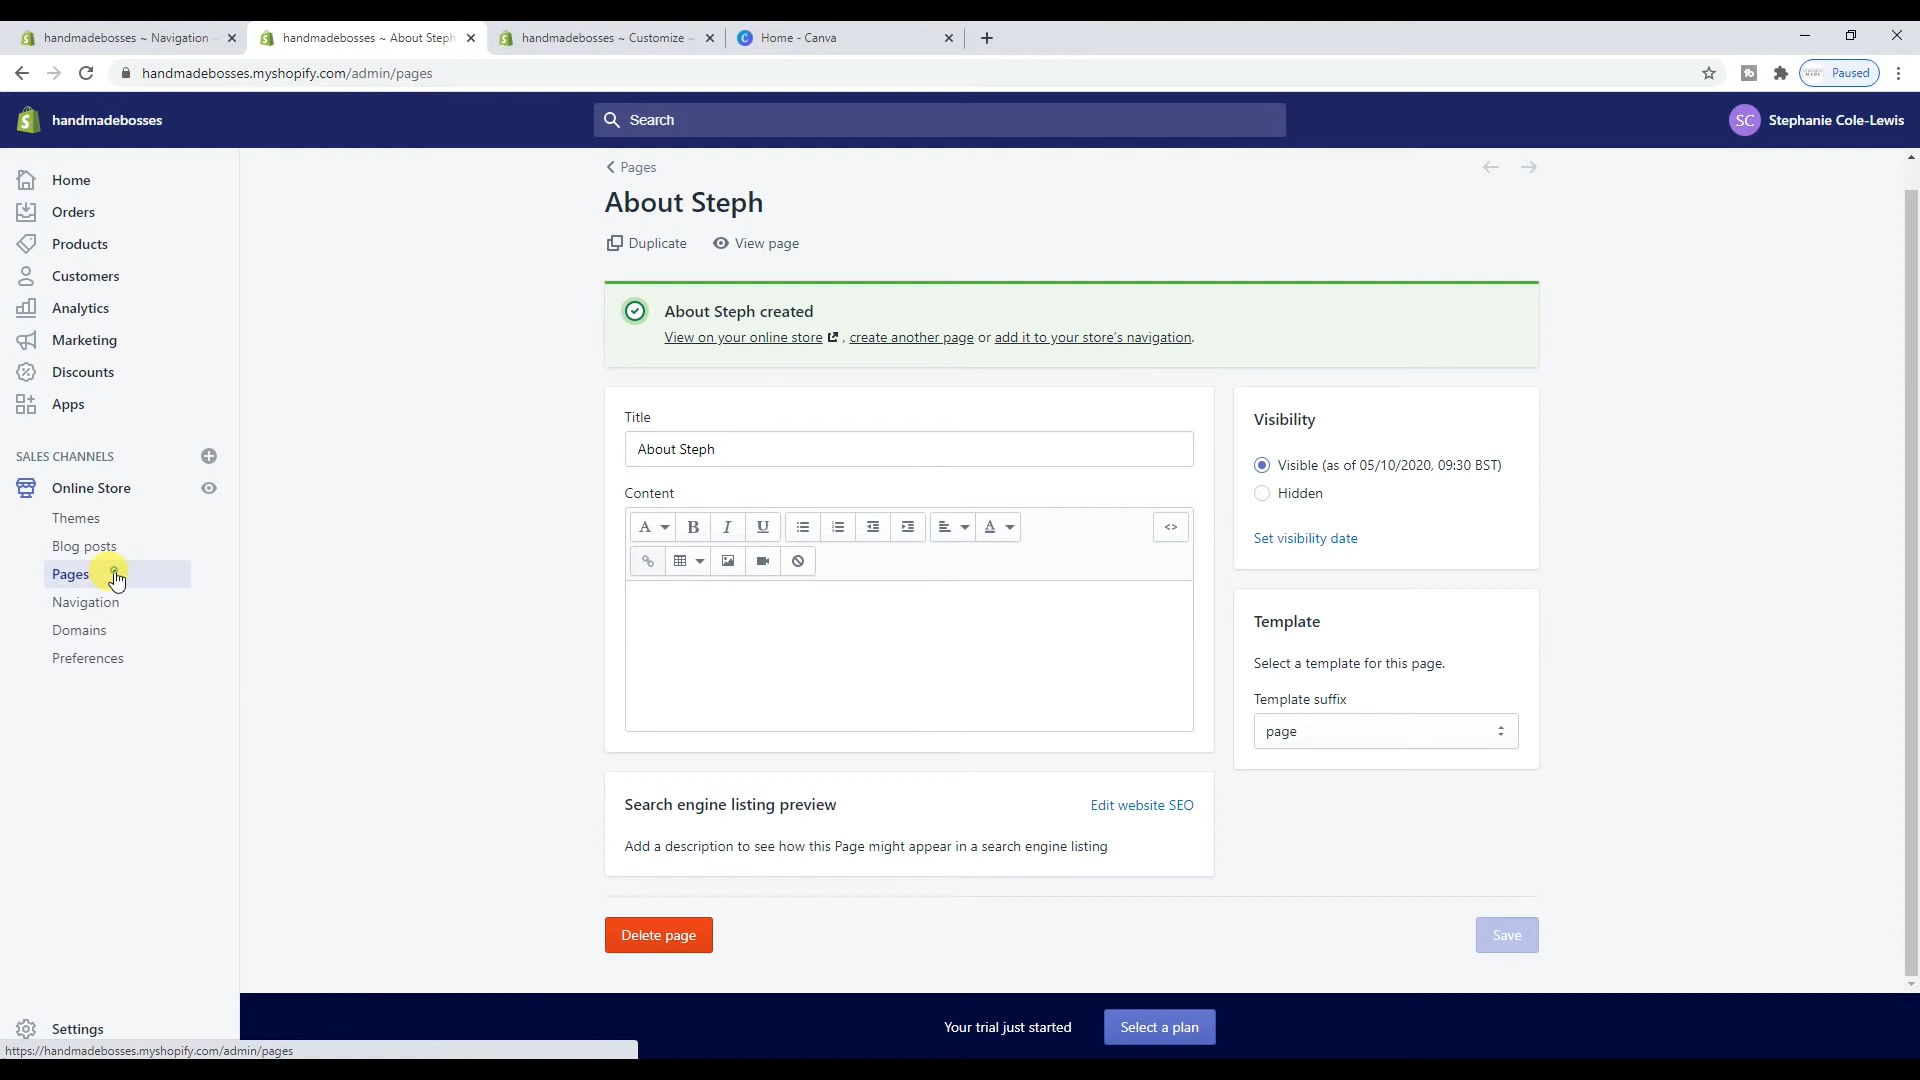 handmadebosses ~ Navigation
handmadebosses ~ About Steph
handmadebosses ~ Customize ~
Home - Canva
handmadebosses.myshopify.com/admin/pages
Paused
handmadebosses
Search
SC
Stephanie Cole-Lewis
Home
Orders
Products
Customers
Analytics
Marketing
Discounts
Apps
SALES CHANNELS
Online Store
Themes
Blog posts
Pages
Navigation
Domains
Preferences
Settings
Pages
About Steph
Duplicate
View page
About Steph created
View on your online store , create another page or add it to your store's navigation.
Title
About Steph
Content
A B I U A <>
Search engine listing preview
Edit website SEO
Add a description to see how this Page might appear in a search engine listing
Visibility
Visible (as of 05/10/2020, 09:30 BST)
Hidden
Set visibility date
Template
Select a template for this page.
Template suffix
page
Delete page
Save
Your trial just started
Select a plan
https://handmadebosses.myshopify.com/admin/pages